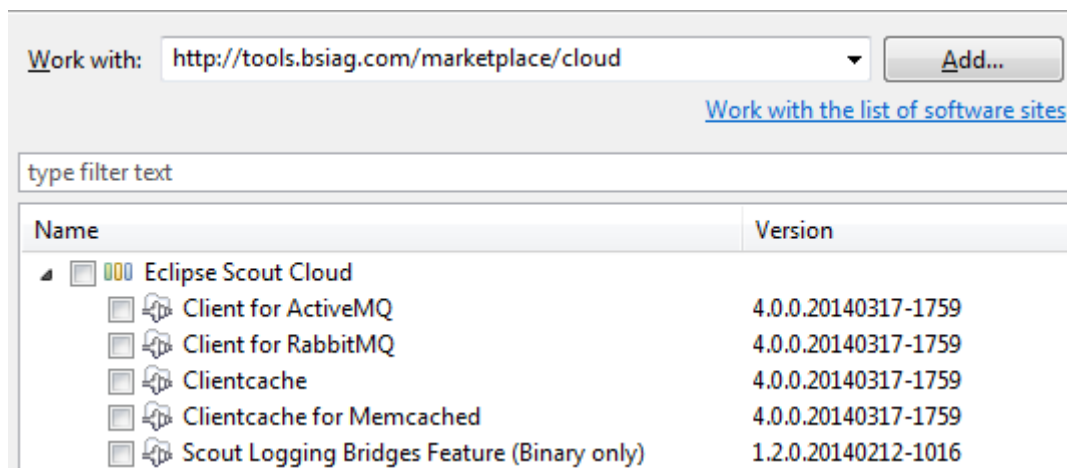 Work with: http://tools.bsiag.com/marketplace/cloud Add...
Work with the list of software sites
type filter text
Name Version
Eclipse Scout Cloud
Client for ActiveMQ 4.0.0.20140317-1759
Client for RabbitMQ 4.0.0.20140317-1759
Clientcache 4.0.0.20140317-1759
Clientcache for Memcached 4.0.0.20140317-1759
Scout Logging Bridges Feature (Binary only) 1.2.0.20140212-1016